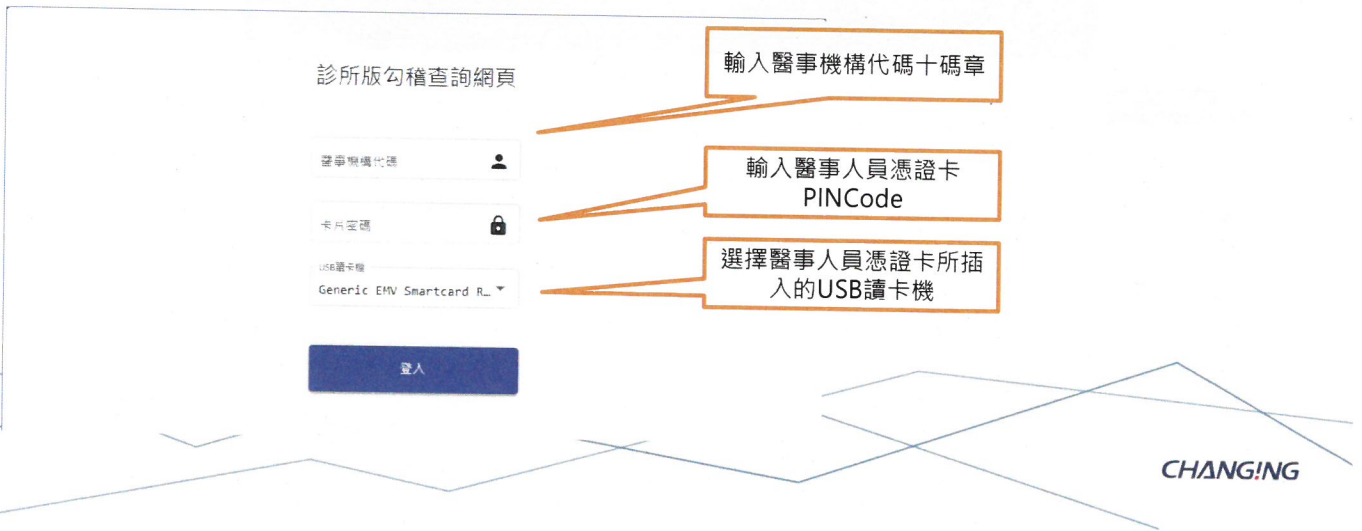 診所版勾稽查詢網頁
輸入醫事機構代碼十碼章
醫事機構代碼
輸入醫事人員憑證卡
PINCode
卡片密碼
選擇醫事人員憑證卡所插
入的USB讀卡機
USB讀卡機
Generic EMV Smartcard R…
登入
CHANG!NG